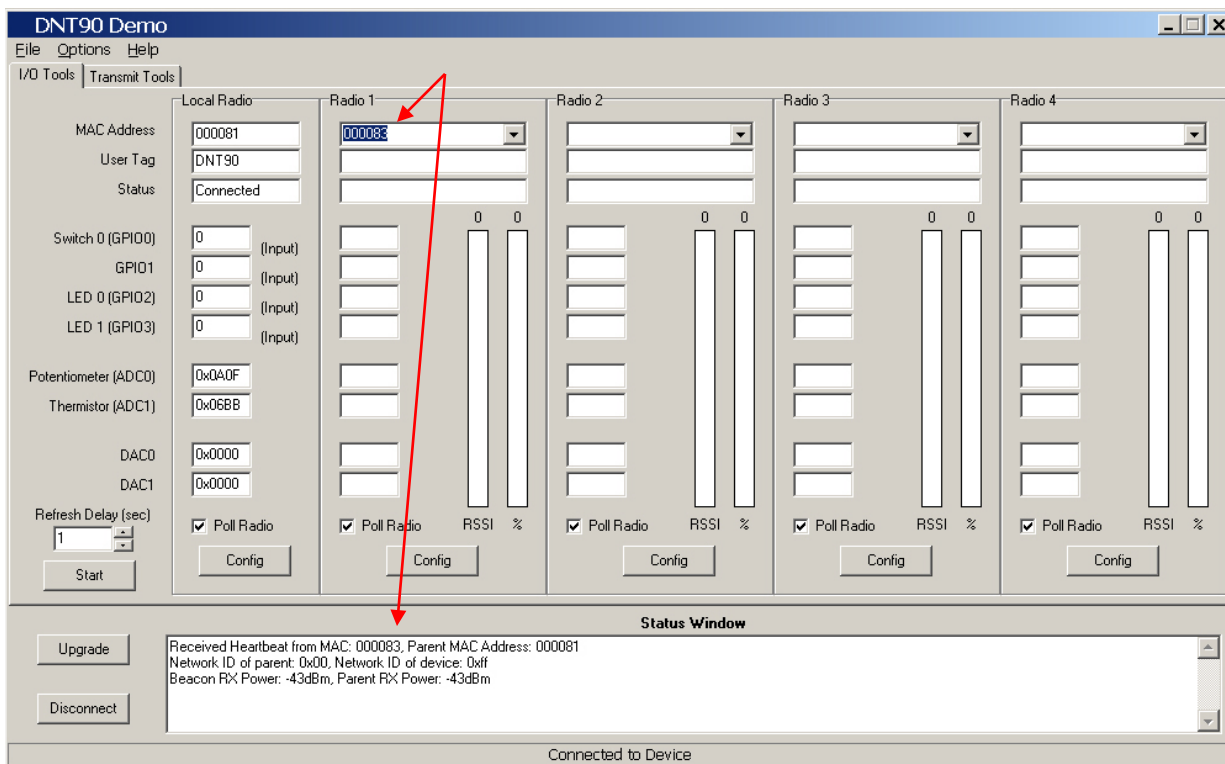 DNT90 Demo
File Options Help
I/O Tools Transmit Tools
Local Radio Radio 1 Radio 2 Radio 3 Radio 4
MAC Address 000081 000083
User Tag DNT90
Status Connected
0 0 0 0 0 0 0 0
Switch 0 (GPIO0) 0 (Input)
GPIO1 0 (Input)
LED 0 (GPIO2) 0 (Input)
LED 1 (GPIO3) 0 (Input)
Potentiometer (ADC0) 0x0A0F
Thermistor (ADC1) 0x06BB
DAC0 0x0000
DAC1 0x0000
Refresh Delay (sec)
1
Poll Radio Poll Radio RSSI % Poll Radio RSSI % Poll Radio RSSI % Poll Radio RSSI %
Start Config Config Config Config Config
Status Window
Upgrade
Received Heartbeat from MAC: 000083, Parent MAC Address: 000081
Network ID of parent: 0x00, Network ID of device: 0xff
Beacon RX Power: -43dBm, Parent RX Power: -43dBm
Disconnect
Connected to Device